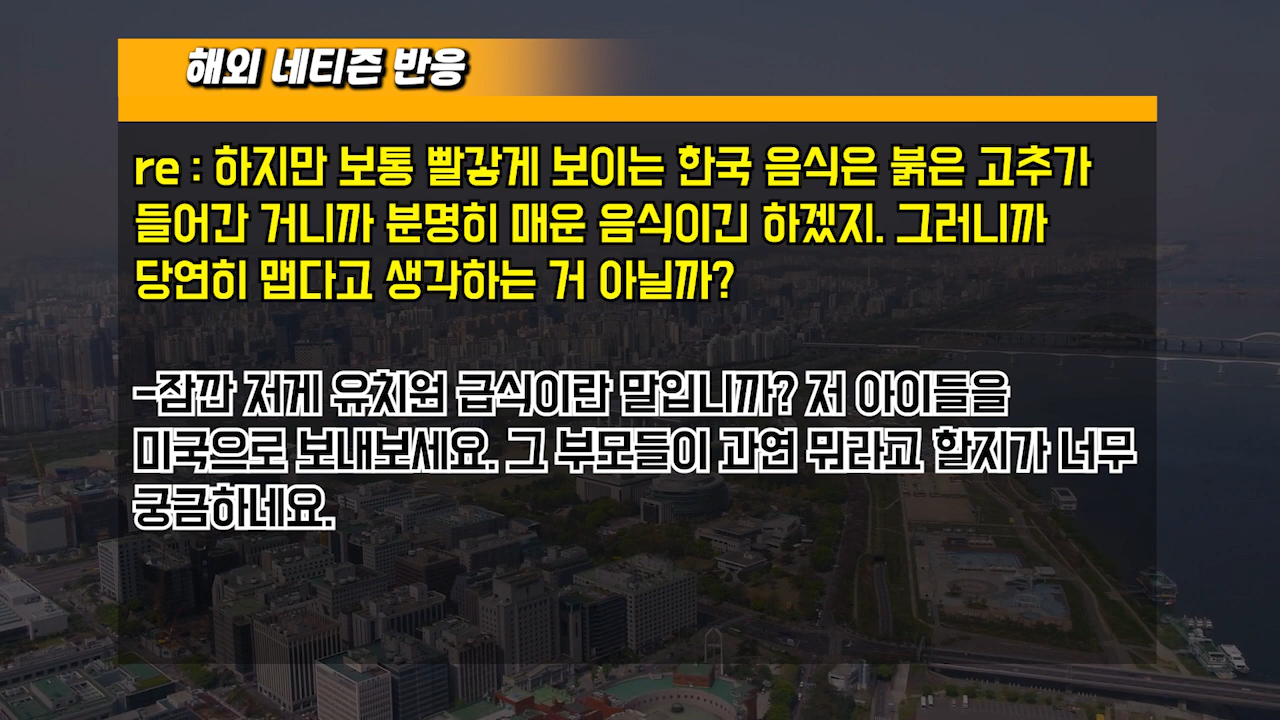 해외 네티즌 반응
re : 하지만 보통 빨갛게 보이는 한국 음식은 붉은 고추가
들어간 거니까 분명히 매운 음식이긴 하겠지. 그러니까
당연히 맵다고 생각하는 거 아닐까?
-잠깐 저게 유치원 급식이란 말입니까? 저 아이들을
미국으로 보내보세요. 그 부모들이 과연 뭐라고 할지가 너무
궁금하네요.